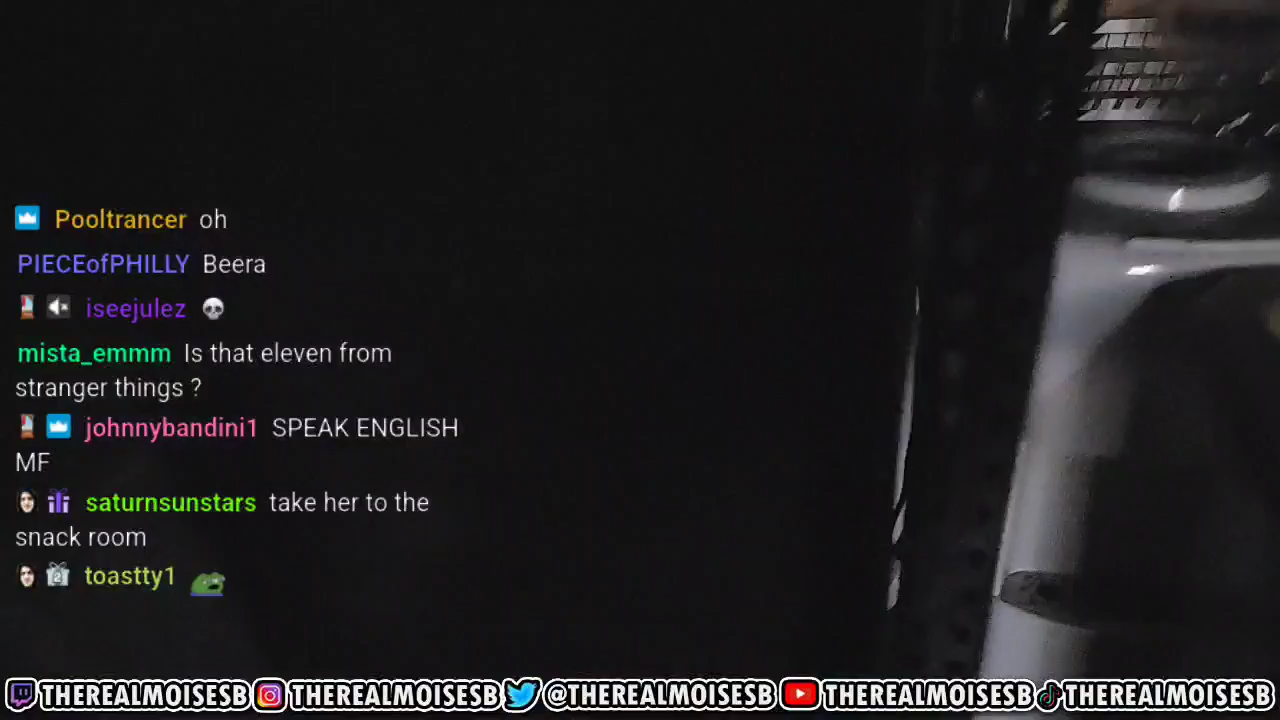 Pooltrancer oh
PIECEofPHILLY Beera
iseejulez 💀
mista_emmm Is that eleven from
stranger things ?
johnnybandini1 SPEAK ENGLISH
MF
saturnsunstars take her to the
snack room
toastty1
THEREALMOISESB THEREALMOISESB @THEREALMOISESB THEREALMOISESB THEREALMOISESB